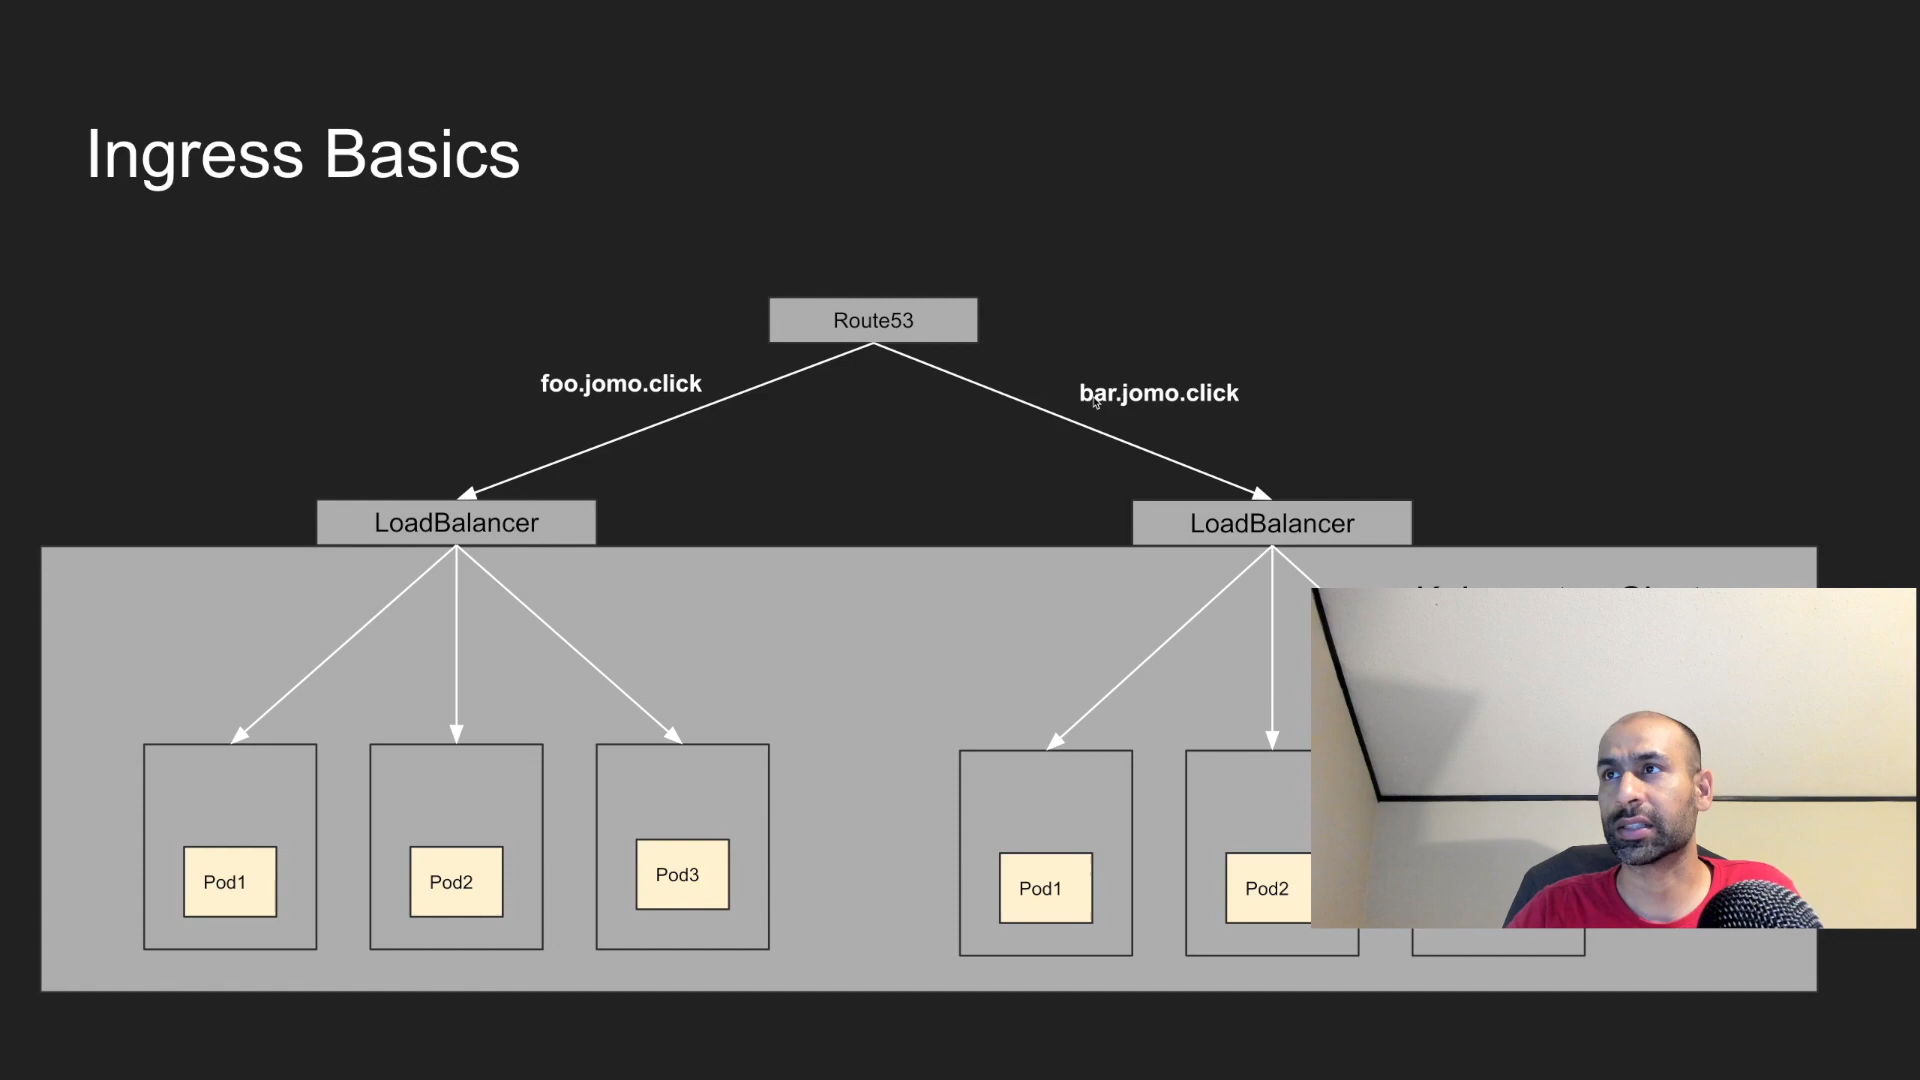 Ingress Basics
Route53
foo.jomo.click
bar.jomo.click
LoadBalancer
LoadBalancer
Pod1
Pod2
Pod3
Pod1
Pod2